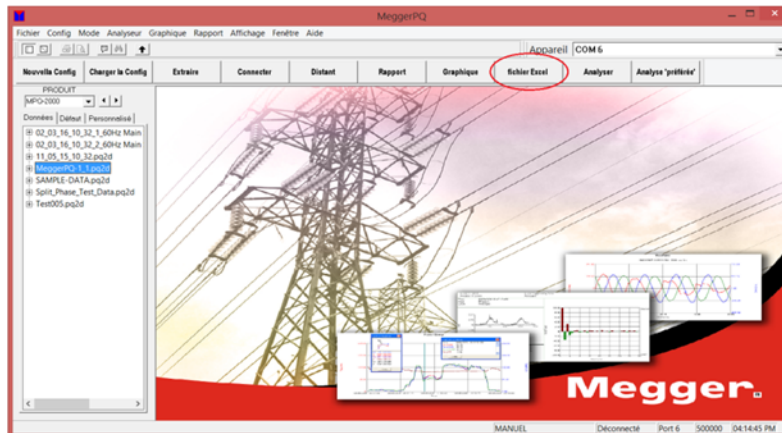 MeggerPQ
Fichier Config Mode Analyseur Graphique Rapport Affichage Fenêtre Aide
Appareil COM 6
Nouvella Config Charger la Config Extraire Connecter Distant Rapport Graphique fichier Excel Analyser Analyse 'préférée'
PRODUIT
MPQ-2000
Données Défaut Personnalisé
02_03_16_10_32_1_60Hz Main
02_03_16_10_32_2_60Hz Main
11_05_15_10_32.pq2d
MeggerPQ-1_1.pq2d
SAMPLE-DATA.pq2d
Split_Phase_Test_Data.pq2d
Test005.pq2d
Megger.
MANUEL Déconnecté Port 6 500000 04:14:45 PM